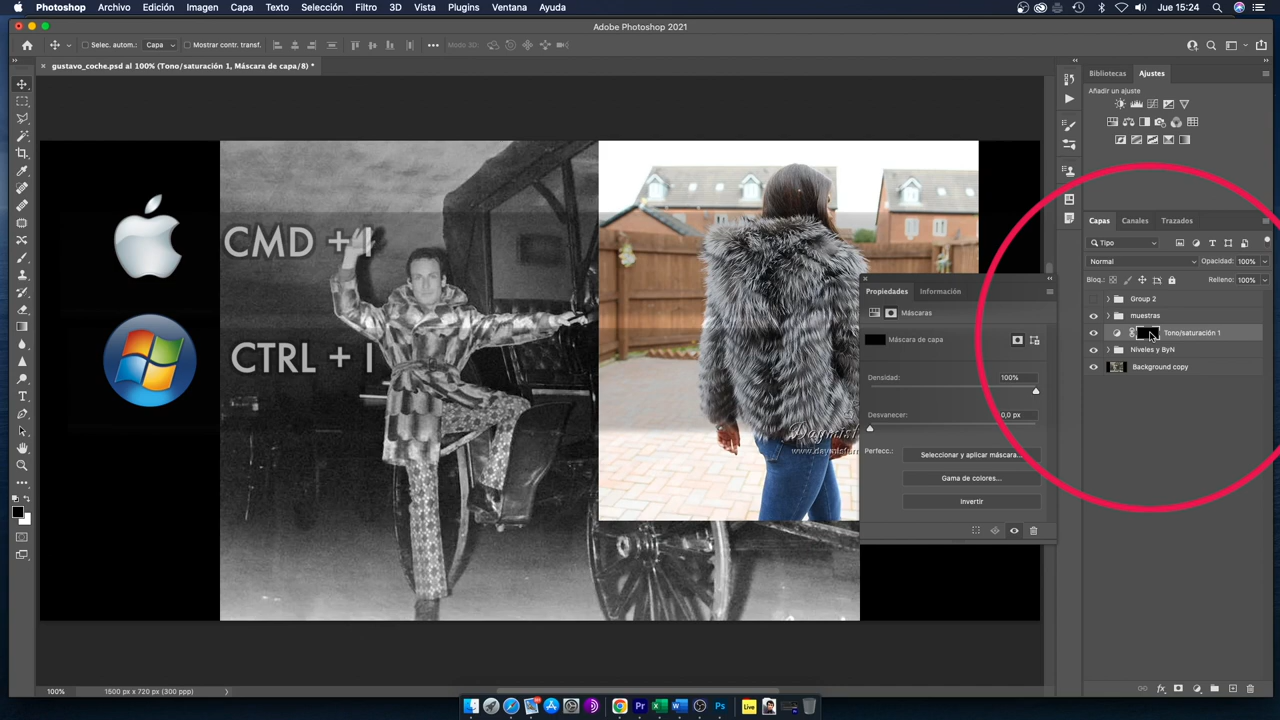 Photoshop Archivo Edición Imagen Capa Texto Selección Filtro 3D Vista Plugins Ventana Ayuda Jue 15:24
Adobe Photoshop 2021
Selec. autom.: Capa Mostrar contr. transf. Modo 3D:
gustavo_coche.psd al 100% (Tono/saturación 1, Máscara de capa/8) *
Bibliotecas Ajustes
Añadir un ajuste
CMD + I
CTRL + I
Capas Canales Trazados
Tipo
Normal Opacidad: 100%
Bloq.: Relleno: 100%
Group 2
muestras
Tono/saturación 1
Niveles y ByN
Background copy
Propiedades Información
Máscaras
Máscara de capa
Densidad: 100%
Desvanecer: 0,0 px
Perfecc.: Seleccionar y aplicar máscara...
Gama de colores...
Invertir
100% 1500 px x 720 px (300 ppp)
Live